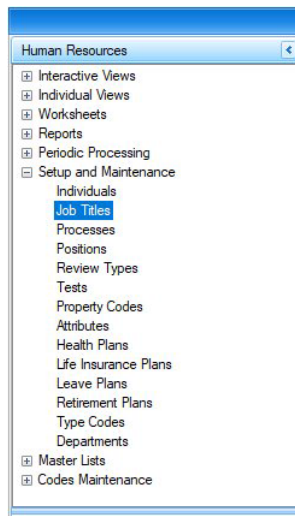 Human Resources
Interactive Views
Individual Views
Worksheets
Reports
Periodic Processing
Setup and Maintenance
Individuals
Job Titles
Processes
Positions
Review Types
Tests
Property Codes
Attributes
Health Plans
Life Insurance Plans
Leave Plans
Retirement Plans
Type Codes
Departments
Master Lists
Codes Maintenance